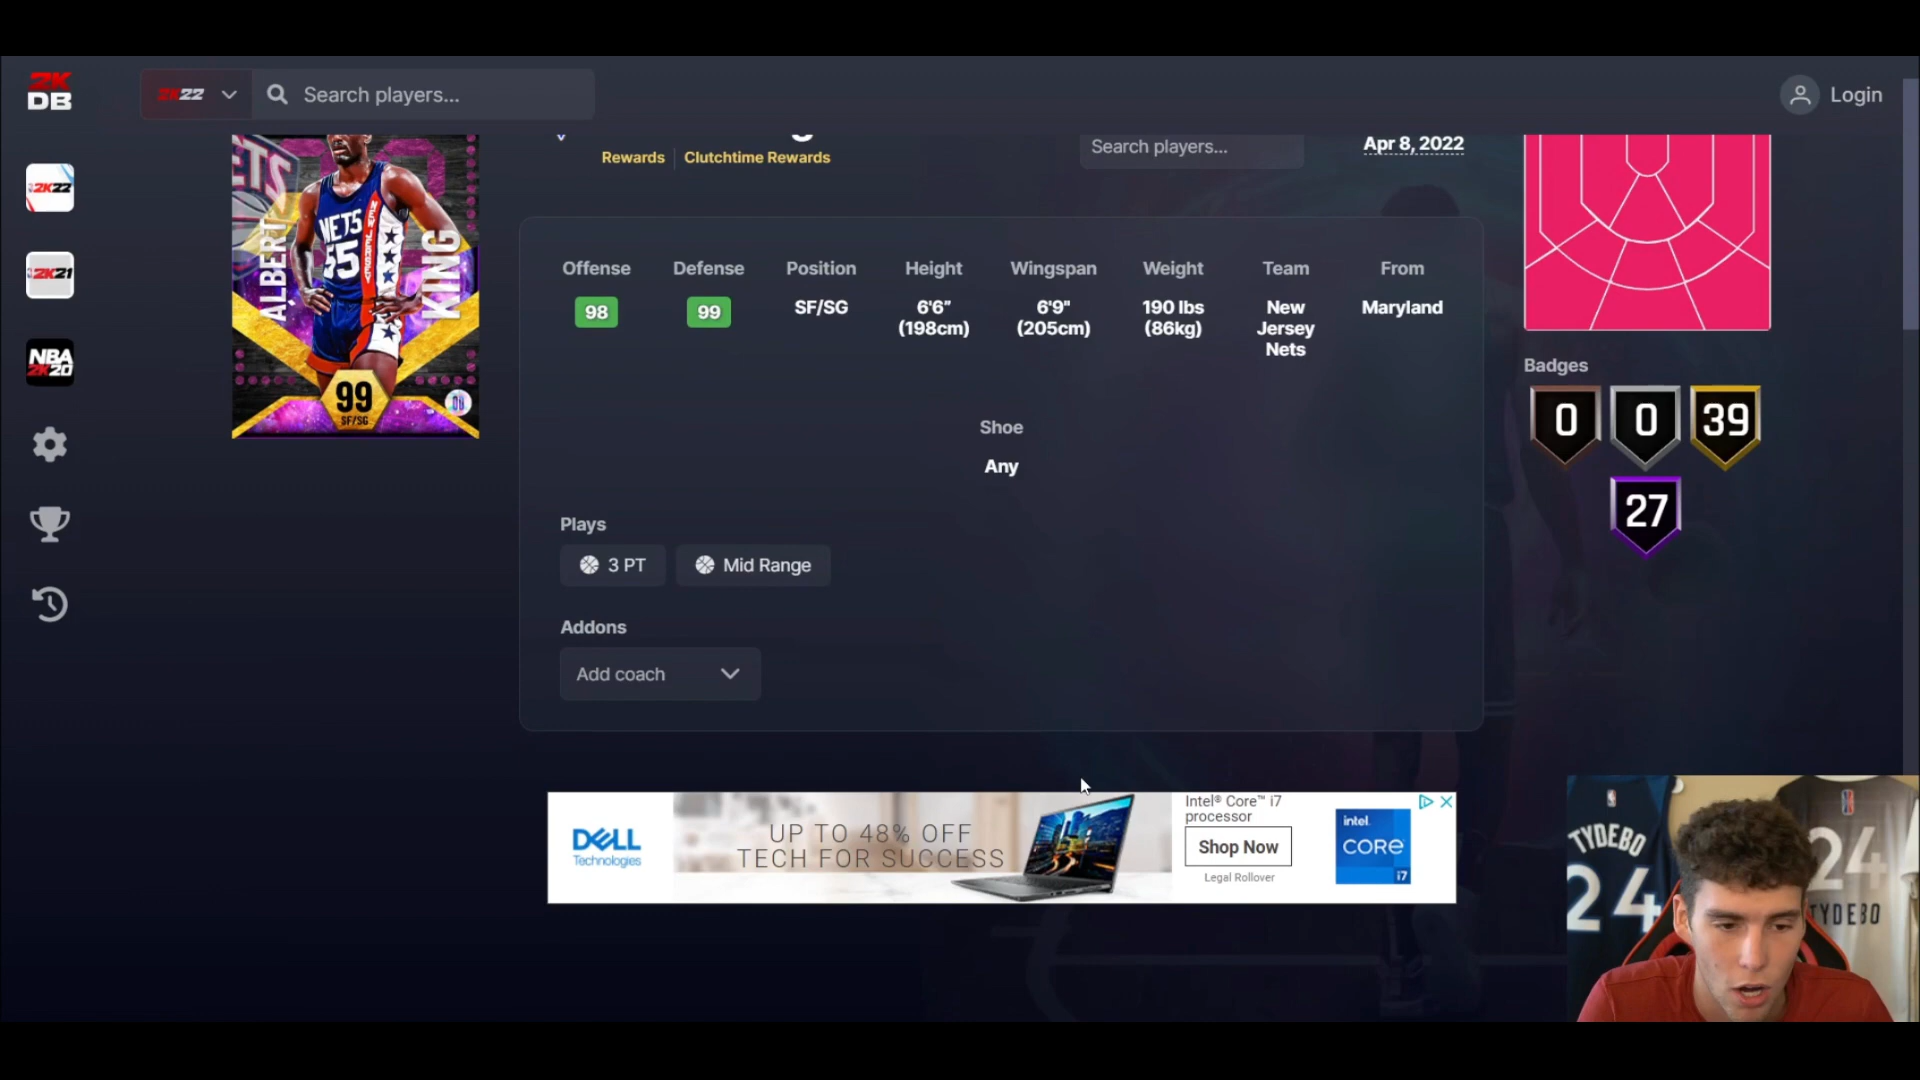 2K
DB
2K22
Search players...
Login
Rewards
Clutchtime Rewards
Search players...
Apr 8, 2022
2K22
2K21
NBA
2K20
NETS
ALBERT
KING
NETS
55
NEW JERSEY
99
SF/SG
Offense
Defense
Position
Height
Wingspan
Weight
Team
From
98
99
SF/SG
6'6"
(198cm)
6'9"
(205cm)
190 lbs
(86kg)
New
Jersey
Nets
Maryland
Shoe
Any
Plays
3 PT
Mid Range
Addons
Add coach
Badges
0
0
39
27
DELL
Technologies
UP TO 48% OFF
TECH FOR SUCCESS
Intel® Core™ i7
processor
Shop Now
Legal Rollover
intel.
CORE
i7
TYDEBO
24
24
TYDEBO